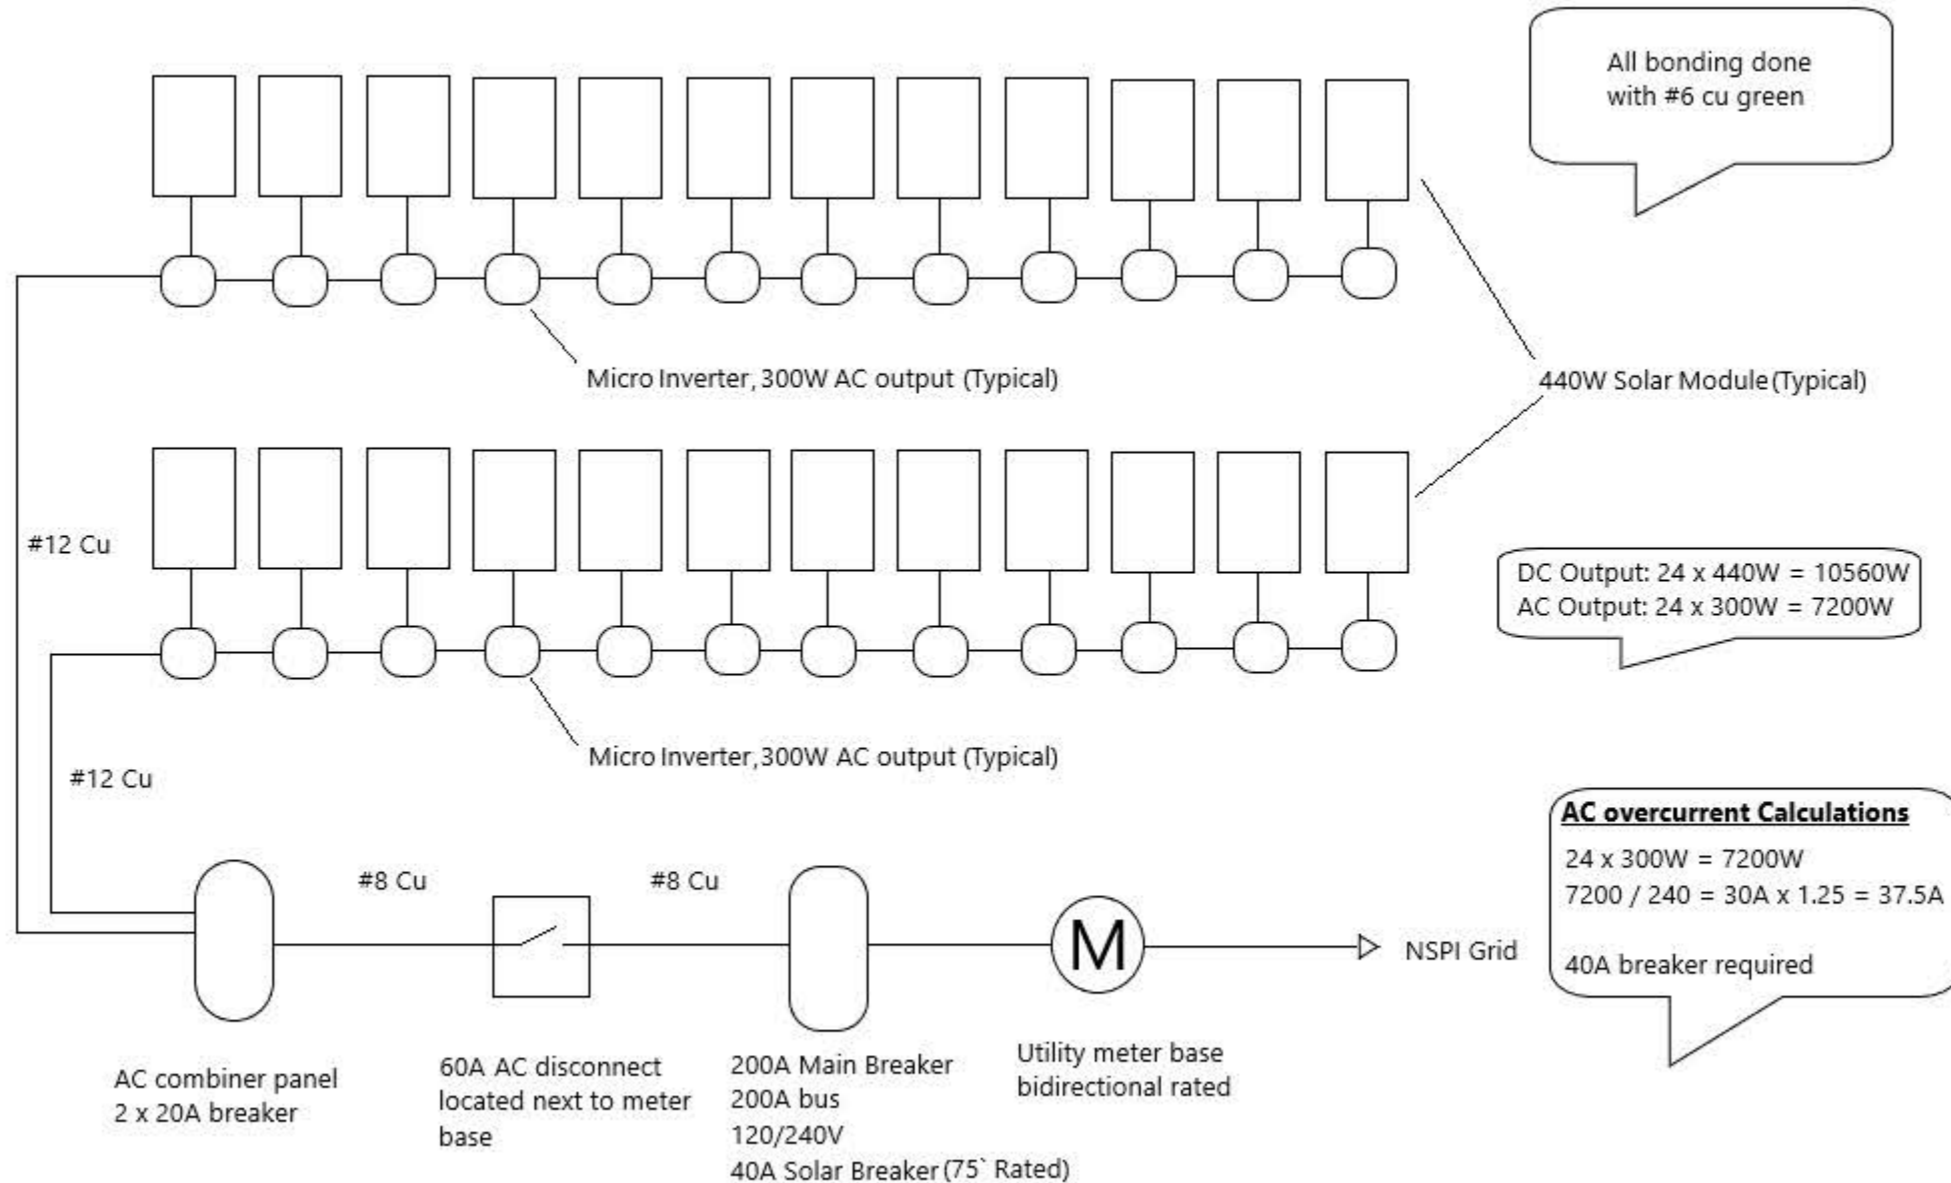 All bonding done
with #6 cu green
Micro Inverter, 300W AC output (Typical)
440W Solar Module (Typical)
#12 Cu
DC Output: 24 x 440W = 10560W
AC Output: 24 x 300W = 7200W
Micro Inverter, 300W AC output (Typical)
#12 Cu
AC overcurrent Calculations
24 x 300W = 7200W
7200 / 240 = 30A x 1.25 = 37.5A
40A breaker required
#8 Cu
#8 Cu
M
NSPI Grid
AC combiner panel
2 x 20A breaker
60A AC disconnect
located next to meter
base
200A Main Breaker
200A bus
120/240V
40A Solar Breaker (75` Rated)
Utility meter base
bidirectional rated